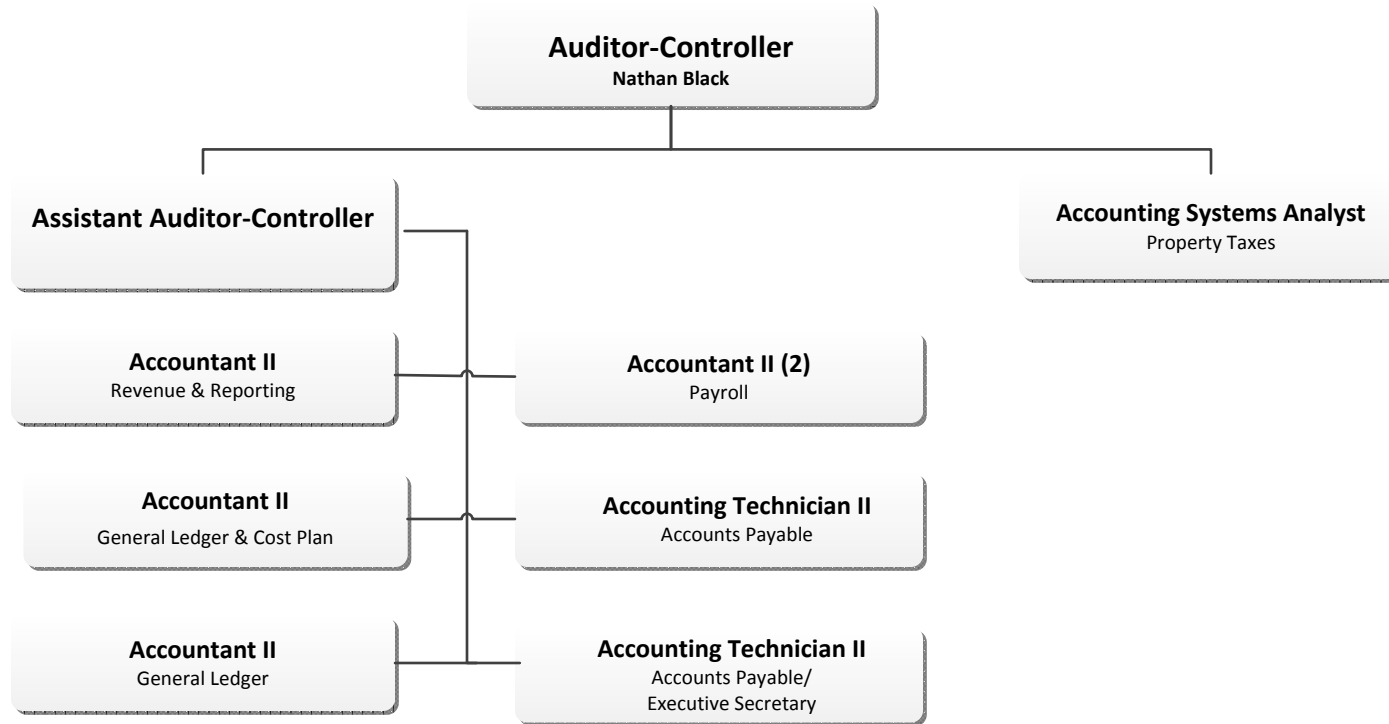 Auditor-Controller
Nathan Black
Assistant Auditor-Controller
Accounting Systems Analyst
Property Taxes
Accountant II
Revenue & Reporting
Accountant II (2)
Payroll
Accountant II
General Ledger & Cost Plan
Accounting Technician II
Accounts Payable
Accountant II
General Ledger
Accounting Technician II
Accounts Payable/
Executive Secretary